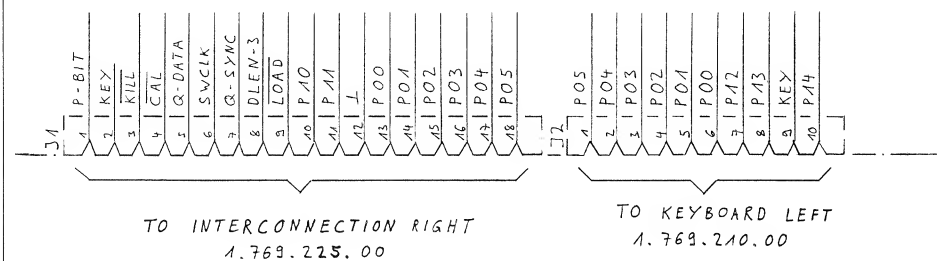 J1
1 P-BIT
2 KEY
3 KILL
4 CAL
5 Q-DATA
6 SWCLK
7 Q-SYNC
8 DLEN-3
9 LOAD
10 P10
11 P11
12 ⊥
13 P00
14 P01
15 P02
16 P03
17 P04
18 P05
J2
1 P05
2 P04
3 P03
4 P02
5 P01
6 P00
7 P12
8 P13
9 KEY
10 P14
TO INTERCONNECTION RIGHT
1.769.225.00
TO KEYBOARD LEFT
1.769.210.00